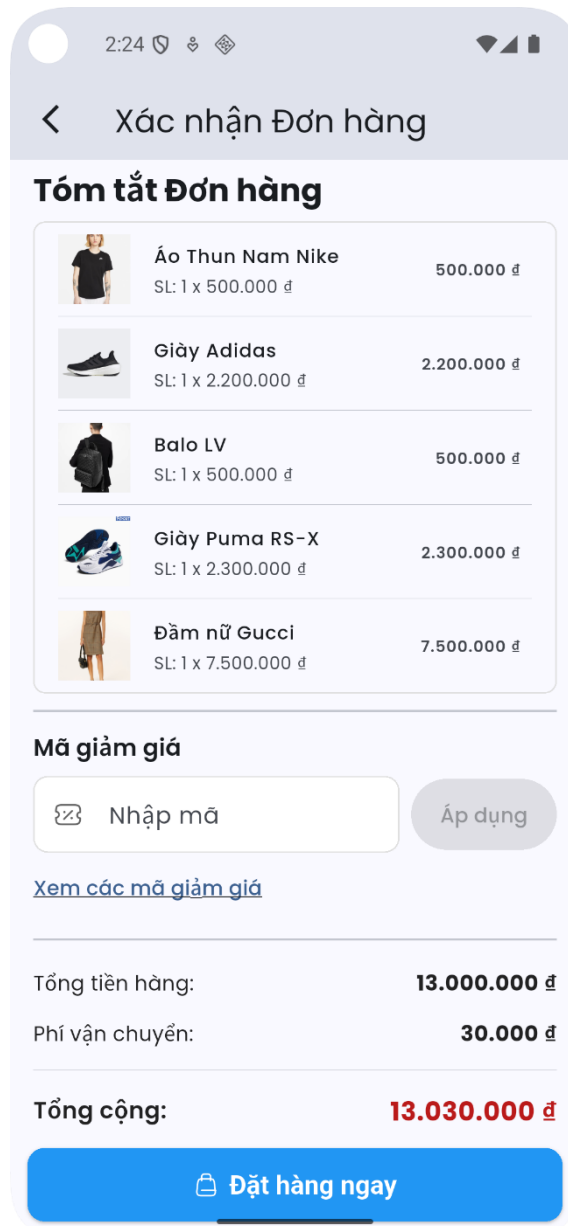 2:24
Xác nhận Đơn hàng
Tóm tắt Đơn hàng
Áo Thun Nam Nike
SL: 1 x 500.000 ₫
500.000 ₫
Giày Adidas
SL: 1 x 2.200.000 ₫
2.200.000 ₫
Balo LV
SL: 1 x 500.000 ₫
500.000 ₫
Giày Puma RS-X
SL: 1 x 2.300.000 ₫
2.300.000 ₫
Đầm nữ Gucci
SL: 1 x 7.500.000 ₫
7.500.000 ₫
Mã giảm giá
Nhập mã
Áp dụng
Xem các mã giảm giá
Tổng tiền hàng: 13.000.000 ₫
Phí vận chuyển: 30.000 ₫
Tổng cộng: 13.030.000 ₫
Đặt hàng ngay